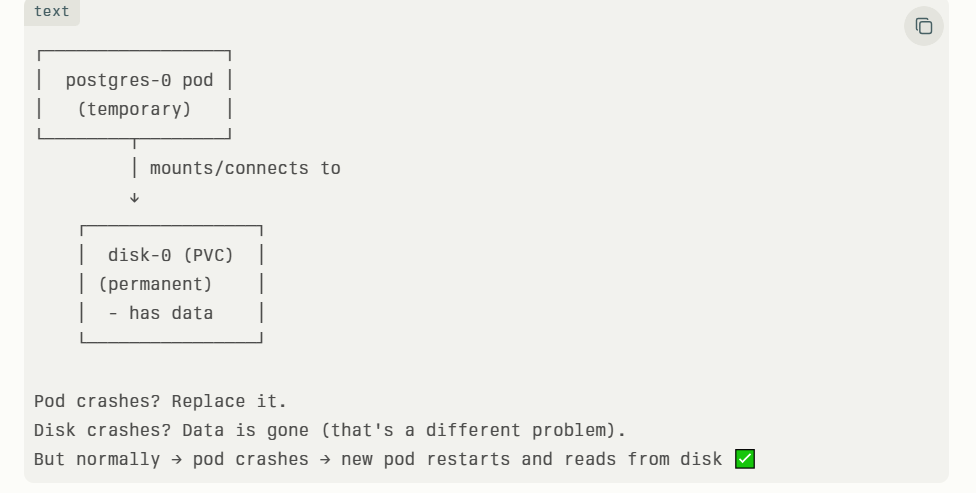 text
postgres-0 pod
(temporary)
mounts/connects to
↓
disk-0 (PVC)
(permanent)
- has data
Pod crashes? Replace it.
Disk crashes? Data is gone (that's a different problem).
But normally → pod crashes → new pod restarts and reads from disk ✅